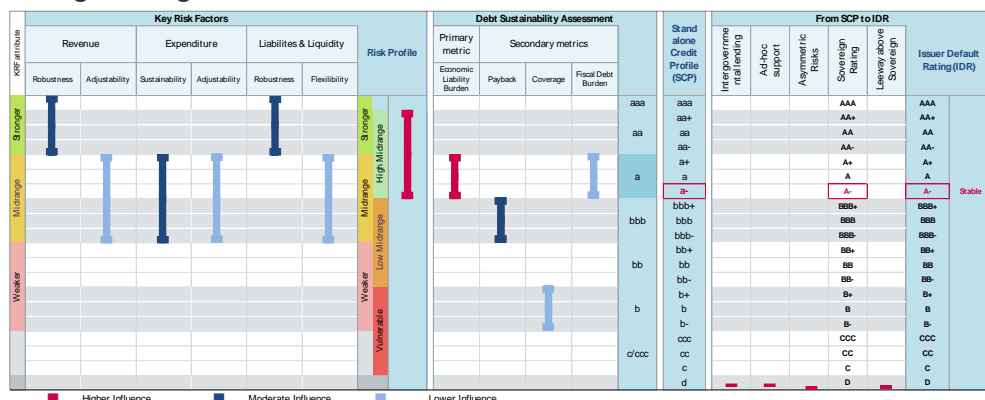 Key Risk Factors
Debt Sustainability Assessment
From SCP to IDR
KRF attribute
Revenue
Expenditure
Liabilites & Liquidity
Risk Profile
Primary metric
Secondary metrics
Stand alone Credit Profile (SCP)
Intergovernme ntal lending
Ad-hoc support
Asymmetric Risks
Sovereign Rating
Leeway above Sovereign
Issuer Default Rating (IDR)
Robustness
Adjustability
Sustainability
Adjustability
Robustness
Flexilibility
Economic Liability Burden
Payback
Coverage
Fiscal Debt Burden
Stronger
Midrange
Weaker
Stronger
Midrange
Weaker
High Midrange
Low Midrange
Vulnerable
aaa
aa
a
bbb
bb
b
c/ccc
aaa
aa+
aa
aa-
a+
a
a-
bbb+
bbb
bbb-
bb+
bb
bb-
b+
b
b-
ccc
cc
c
d
AAA
AA+
AA
AA-
A+
A
A-
BBB+
BBB
BBB-
BB+
BB
BB-
B+
B
B-
CCC
CC
C
D
AAA
AA+
AA
AA-
A+
A
A-
Stable
BBB+
BBB
BBB-
BB+
BB
BB-
B+
B
B-
CCC
CC
C
D
Higher Influence
Moderate Influence
Lower Influence